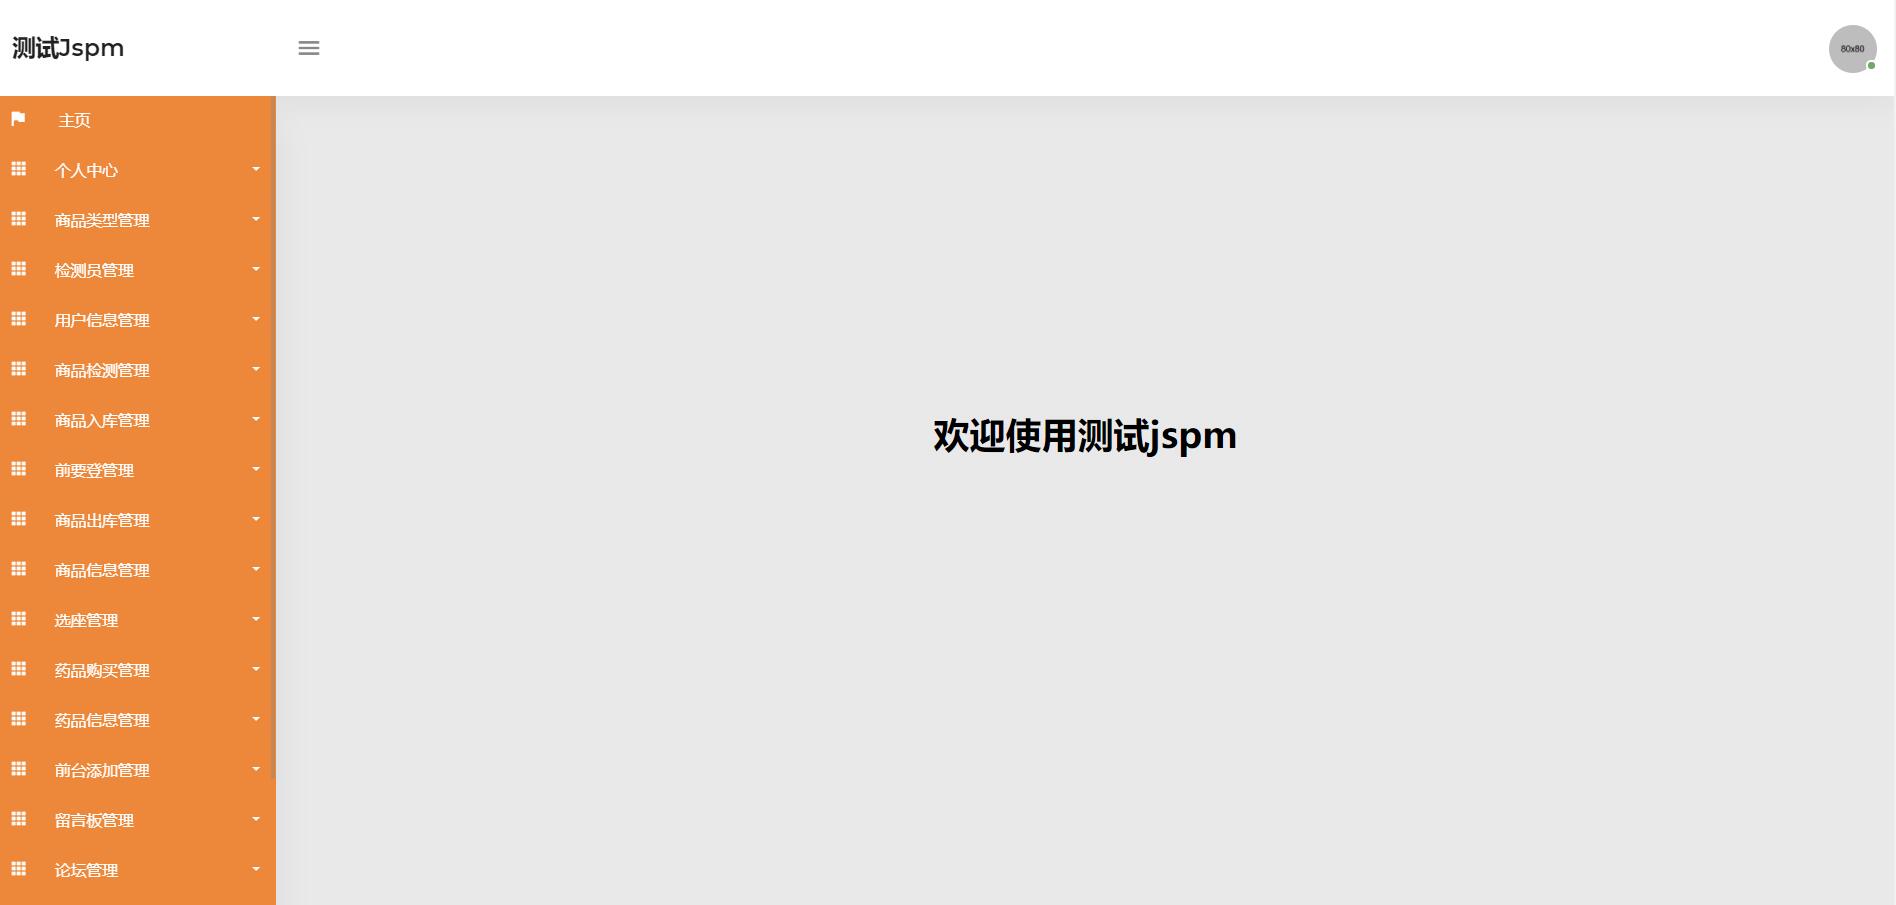 测试Jspm
80x80
主页
个人中心
商品类型管理
检测员管理
用户信息管理
商品检测管理
商品入库管理
前要登管理
商品出库管理
商品信息管理
选座管理
药品购买管理
药品信息管理
前台添加管理
留言板管理
论坛管理
欢迎使用测试jspm